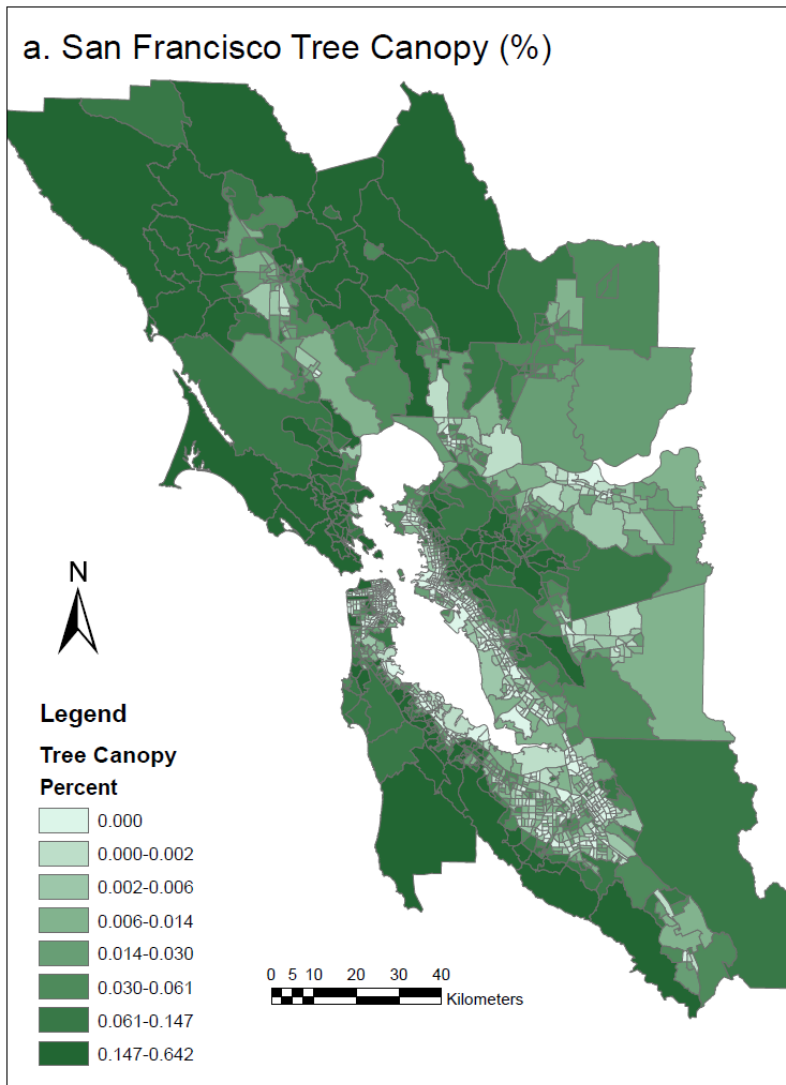 a. San Francisco Tree Canopy (%)
N
Legend
Tree Canopy
Percent
0.000
0.000-0.002
0.002-0.006
0.006-0.014
0.014-0.030
0.030-0.061
0.061-0.147
0.147-0.642
0 5 10 20 30 40
Kilometers